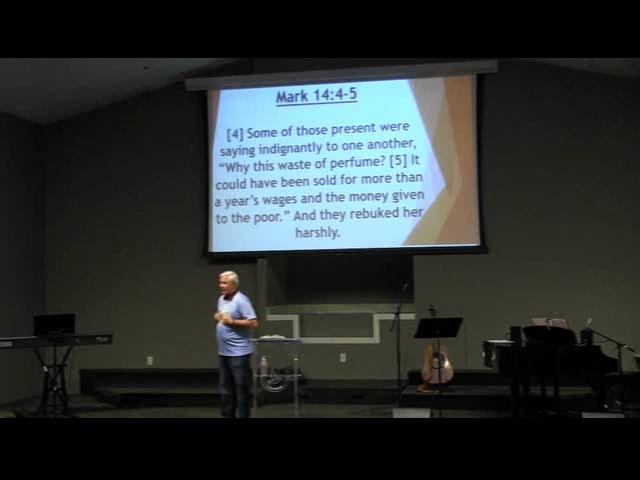 Mark 14:4-5
[4] Some of those present were
saying indignantly to one another,
“Why this waste of perfume? [5] It
could have been sold for more than
a year’s wages and the money given
to the poor.” And they rebuked her
harshly.